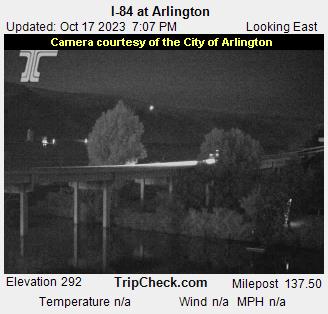 I-84 at Arlington
Updated: Oct 17 2023 7:07 PM Looking East
Camera courtesy of the City of Arlington
Elevation 292 TripCheck.com Milepost 137.50
Temperature n/a Wind n/a MPH n/a